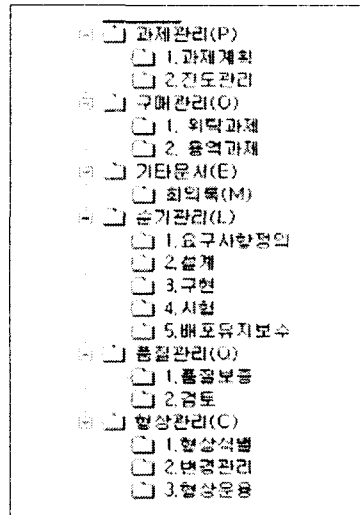 과제관리(P)
1.과제계획
2.진도관리
구매관리(O)
1. 위탁과제
2. 용역과제
기타문서(E)
회의록(M)
순기관리(L)
1.요구사항정의
2.설계
3.구현
4.시험
5.배포유지보수
품질관리(Q)
1.품질보증
2.검토
형상관리(C)
1.형상식별
2.변경관리
3.형상운용